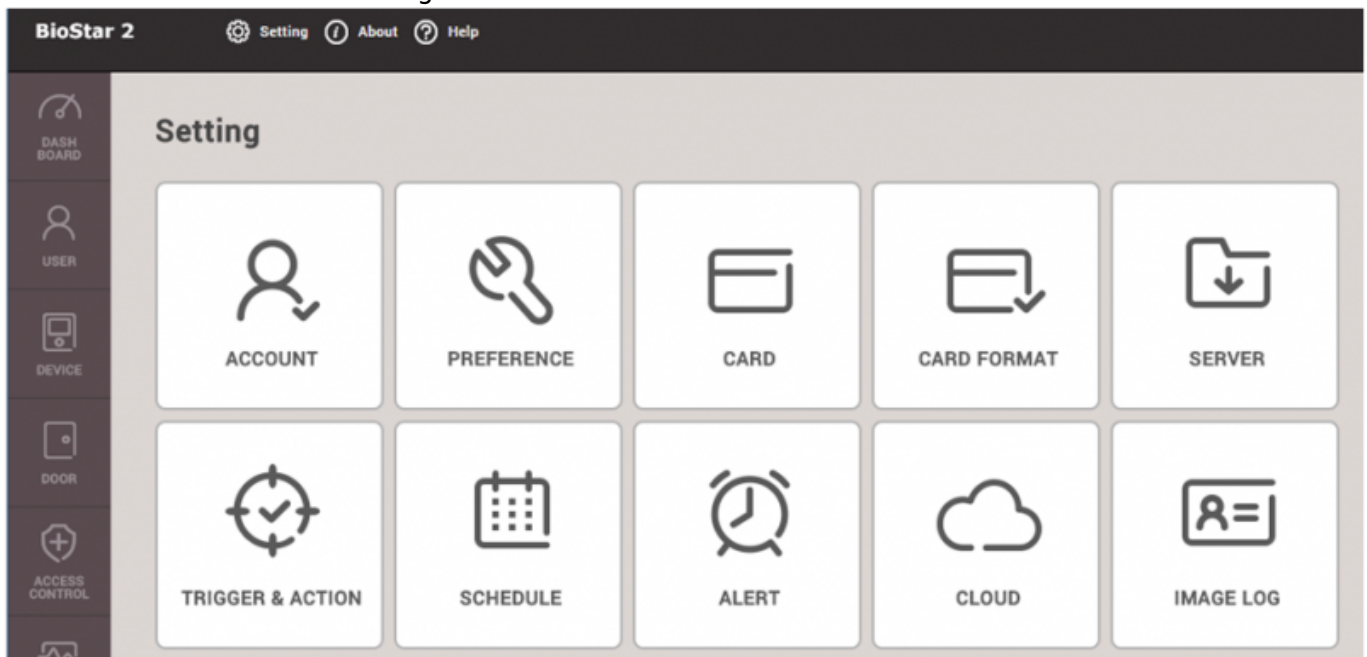 BioStar 2
Setting About Help
DASH
BOARD
USER
DEVICE
DOOR
ACCESS
CONTROL
Setting
ACCOUNT
PREFERENCE
CARD
CARD FORMAT
SERVER
TRIGGER & ACTION
SCHEDULE
ALERT
CLOUD
IMAGE LOG